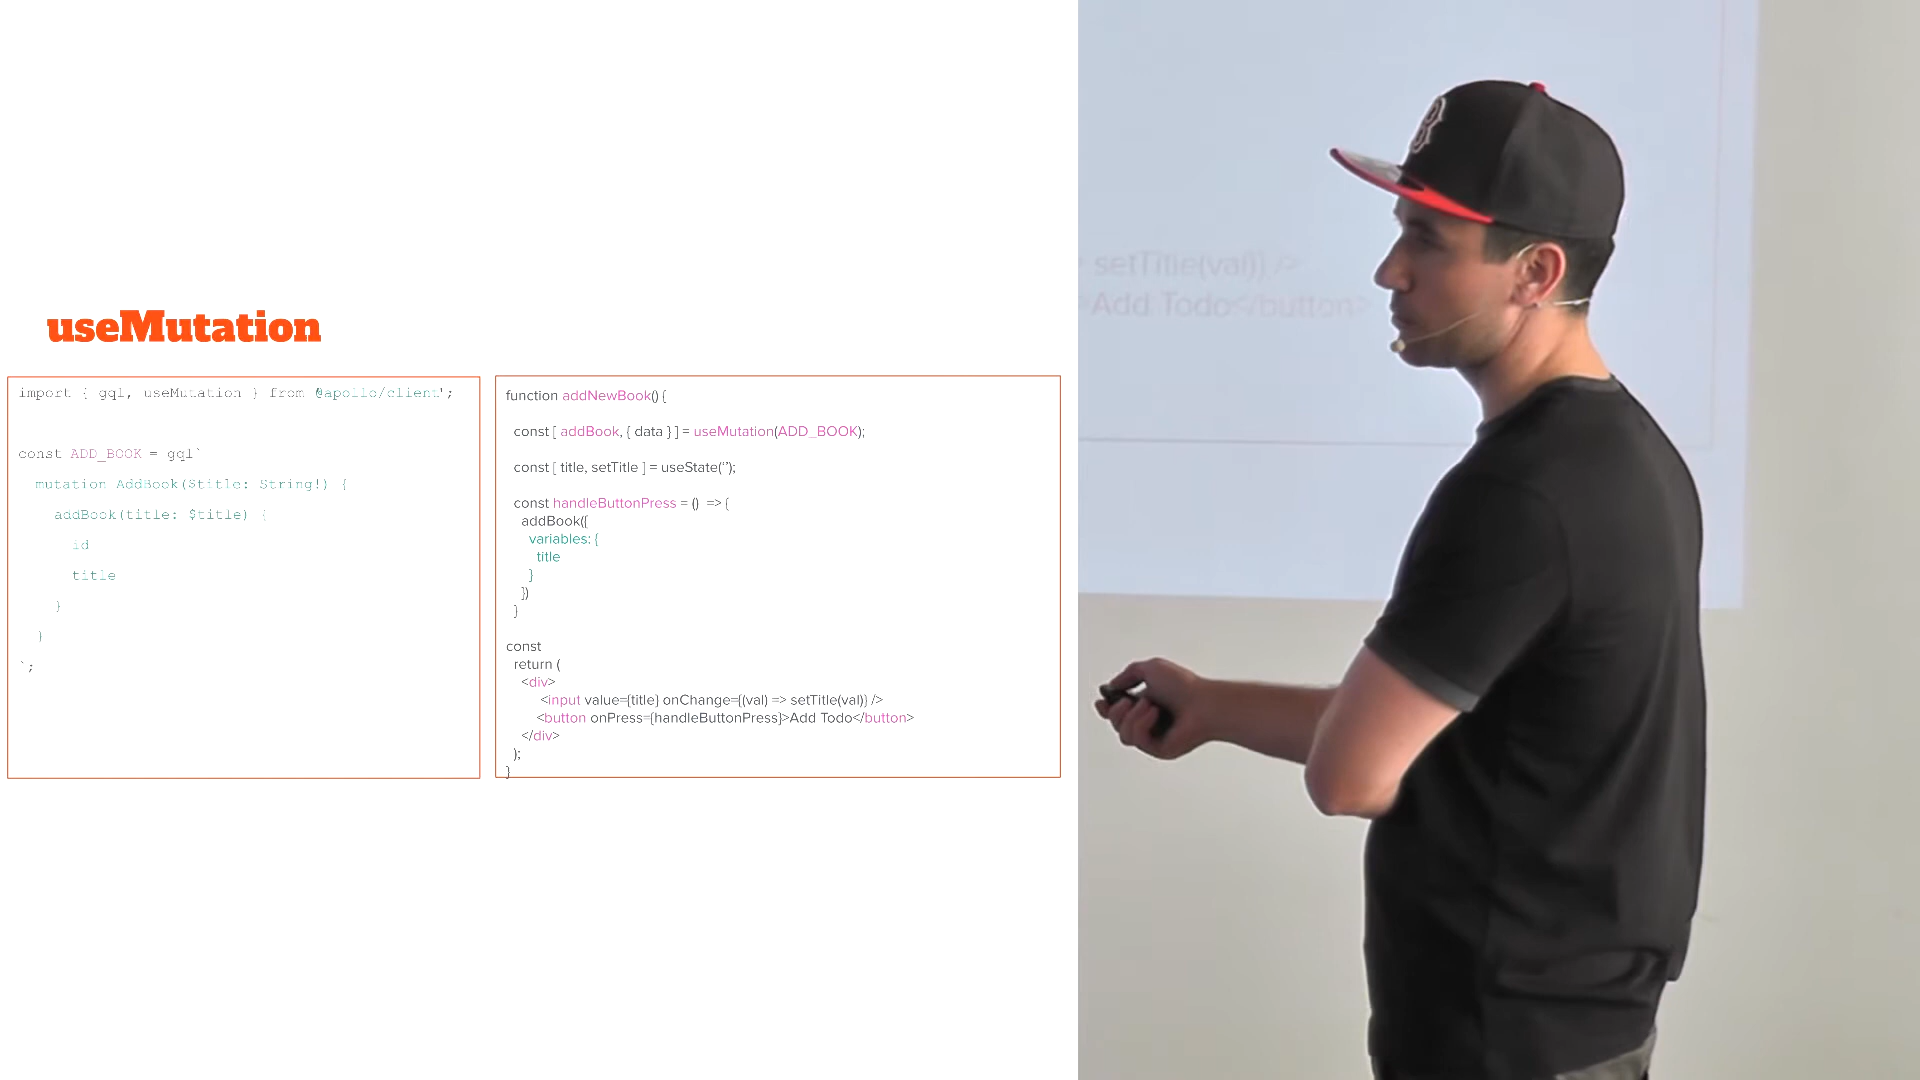 useMutation
import { gql, useMutation } from @apollo/client';
const ADD_BOOK = gql`
mutation AddBook($title: String!) {
addBook(title: $title) {
id
title
}
}
`;
function addNewBook() {
const [ addBook, { data } ] = useMutation(ADD_BOOK);
const [ title, setTitle ] = useState('');
const handleButtonPress = () => {
addBook({
variables: {
title
}
})
}
const
return (
<div>
<input value={title} onChange={(val) => setTitle(val)} />
<button onPress={handleButtonPress}>Add Todo</button>
</div>
);
}
> setTitle(val)} />
>Add Todo</button>
B